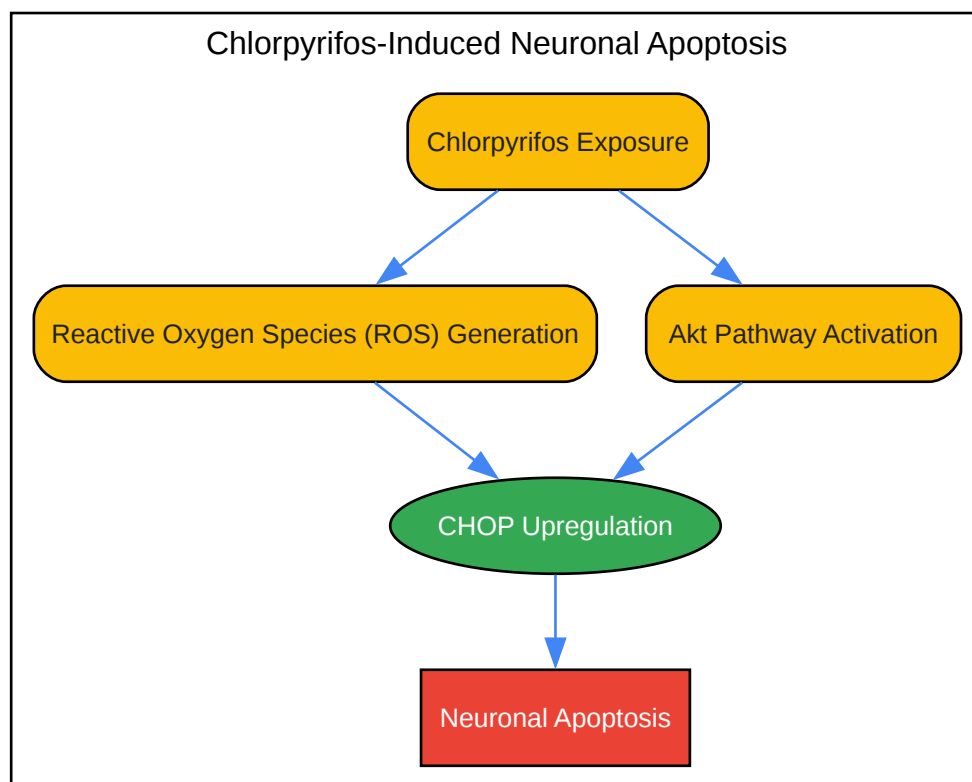 Chlorpyrifos-Induced Neuronal Apoptosis
Chlorpyrifos Exposure
Reactive Oxygen Species (ROS) Generation
Akt Pathway Activation
CHOP Upregulation
Neuronal Apoptosis